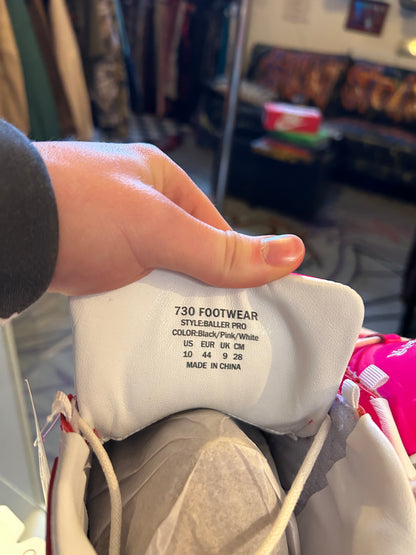 730 FOOTWEAR
STYLE:BALLER PRO
COLOR:Black/Pink/White
US EUR UK CM
10 44 9 28
MADE IN CHINA